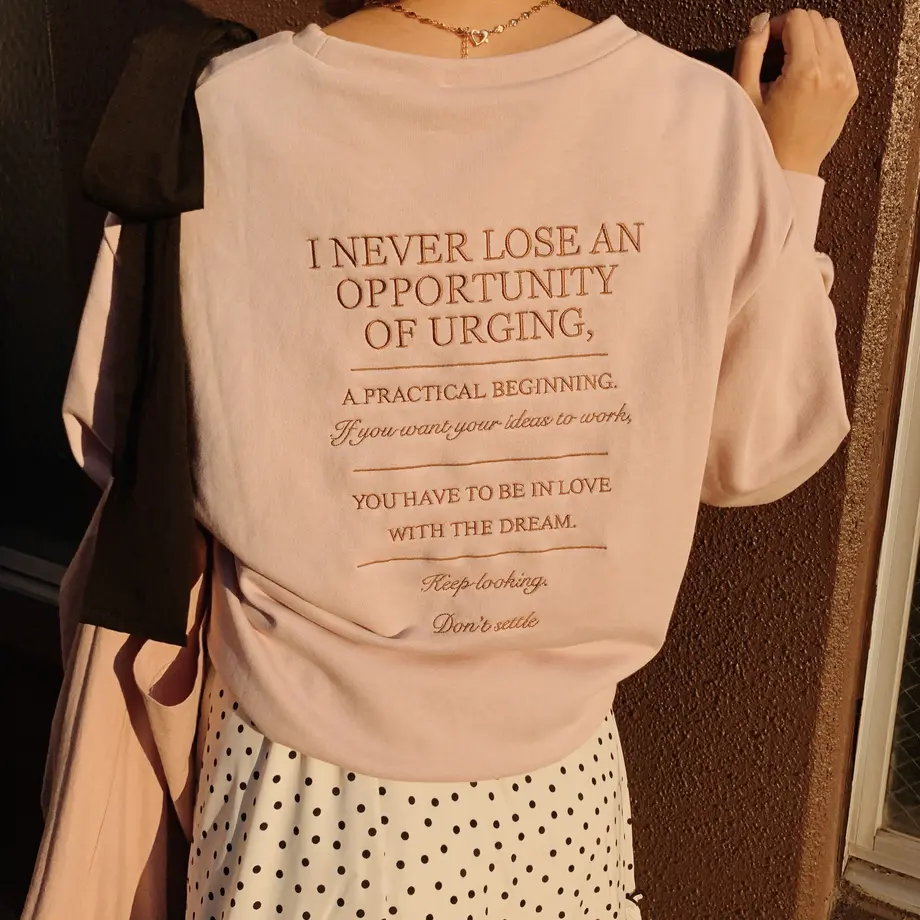 I NEVER LOSE AN
OPPORTUNITY
OF URGING,
A PRACTICAL BEGINNING.
If you want your ideas to work,
YOU HAVE TO BE IN LOVE
WITH THE DREAM.
Keep looking.
Don't settle